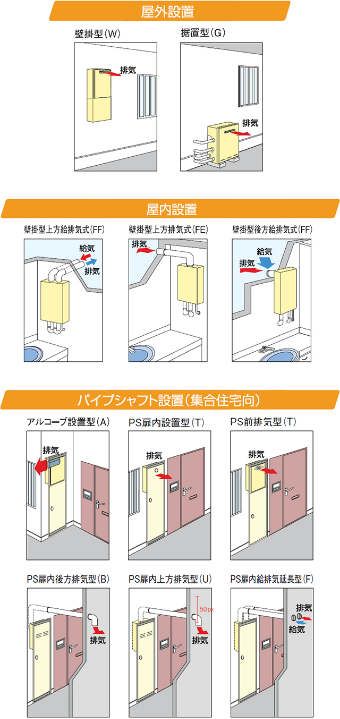 屋外設置
壁掛型(W)
据置型(G)
排気
排気
屋内設置
壁掛型上方給排気式(FF)
壁掛型上方排気式(FE)
壁掛型後方給排気式(FF)
給気
排気
排気
給気
排気
パイプシャフト設置(集合住宅向)
アルコーブ設置型(A)
PS扉内設置型(T)
PS前排気型(T)
排気
排気
排気
PS扉内後方排気型(B)
PS扉内上方排気型(U)
PS扉内給排気延長型(F)
排気
50px
排気
排気
給気